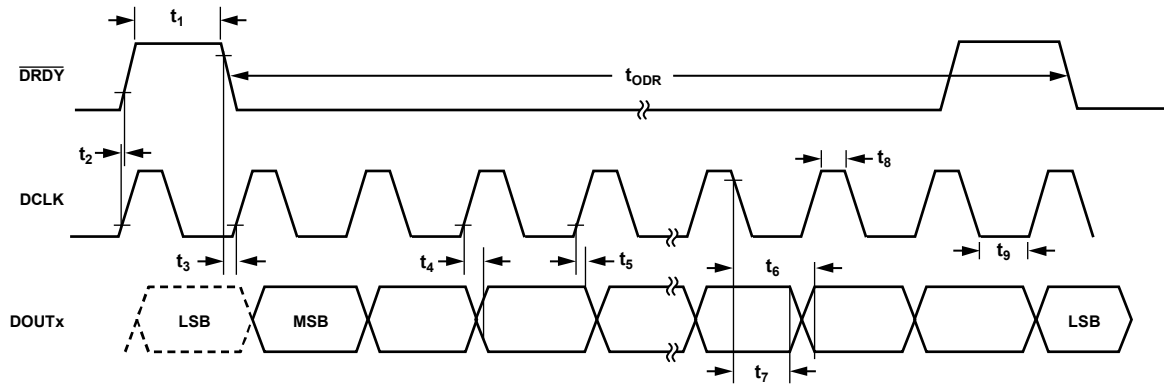 t1
DRDY
tODR
t2
DCLK
t8
t3
t4
t5
t6
t9
DOUTx
LSB
MSB
LSB
t7